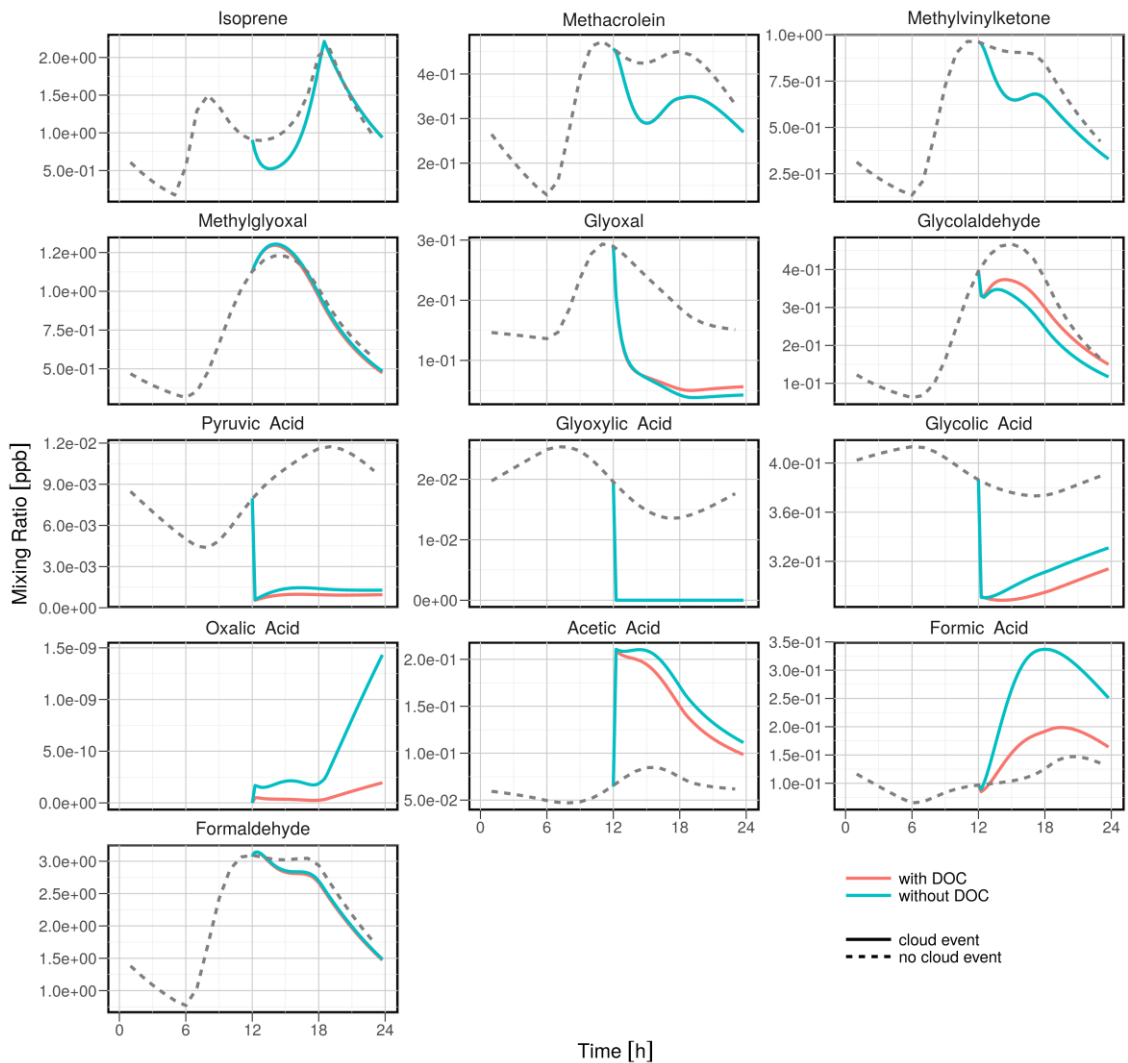 Isoprene
Methacrolein
Methylvinylketone
2.0e+00
1.5e+00
1.0e+00
5.0e-01
4e-01
3e-01
2e-01
1.0e+00
7.5e-01
5.0e-01
2.5e-01
Methylglyoxal
Glyoxal
Glycolaldehyde
1.2e+00
1.0e+00
7.5e-01
5.0e-01
3e-01
2e-01
1e-01
4e-01
3e-01
2e-01
1e-01
Pyruvic Acid
Glyoxylic Acid
Glycolic Acid
1.2e-02
9.0e-03
6.0e-03
3.0e-03
0.0e+00
2e-02
1e-02
0e+00
4.0e-01
3.6e-01
3.2e-01
Mixing Ratio [ppb]
Oxalic Acid
Acetic Acid
Formic Acid
1.5e-09
1.0e-09
5.0e-10
0.0e+00
2.0e-01
1.5e-01
1.0e-01
5.0e-02
3.5e-01
3.0e-01
2.5e-01
2.0e-01
1.5e-01
1.0e-01
0 6 12 18 24
0 6 12 18 24
Formaldehyde
3.0e+00
2.5e+00
2.0e+00
1.5e+00
1.0e+00
0 6 12 18 24
with DOC
without DOC
cloud event
no cloud event
Time [h]